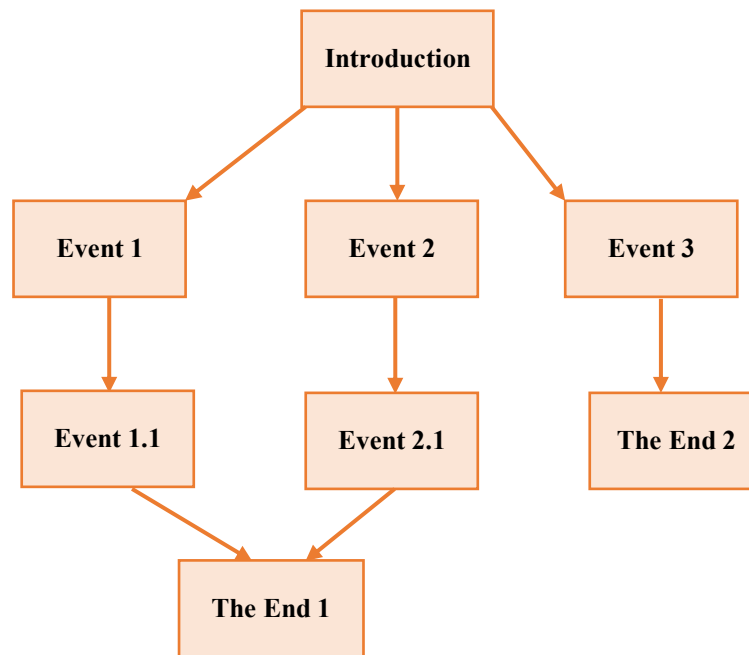 Introduction
Event 1
Event 2
Event 3
Event 1.1
Event 2.1
The End 2
The End 1